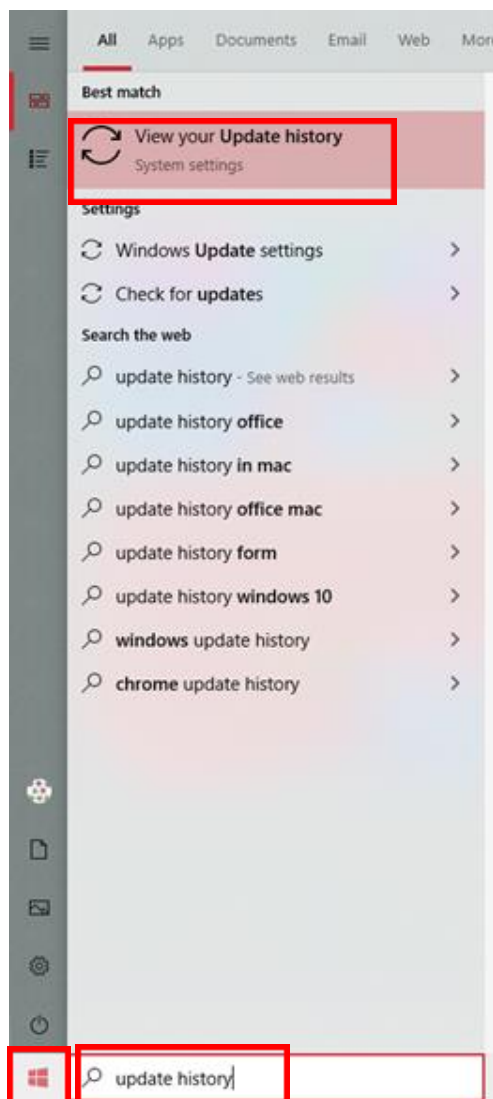 All Apps Documents Email Web
Best match
View your Update history
System settings
Settings
Windows Update settings
Check for updates
Search the web
update history - See web results
update history office
update history in mac
update history office mac
update history form
update history windows 10
windows update history
chrome update history
update history